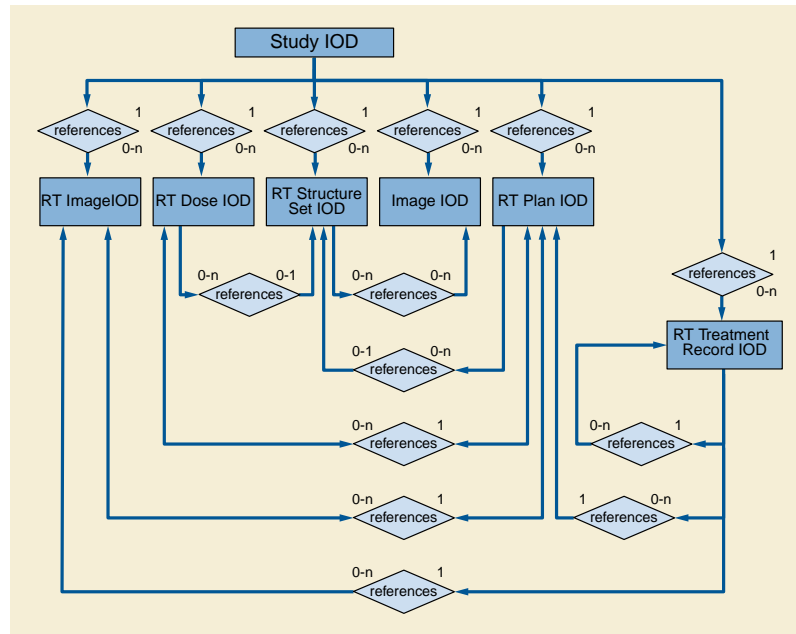 Study IOD
1 1 1 1 1
references references references references references
0-n 0-n 0-n 0-n 0-n
RT ImageIOD RT Dose IOD RT Structure Set IOD Image IOD RT Plan IOD
1
references
0-n
0-n 0-1 0-n 0-n
references references
RT Treatment
Record IOD
0-1 0-n
references
0-n 1 0-n 1
references references
0-n 1 1 0-n
references references
0-n 1
references